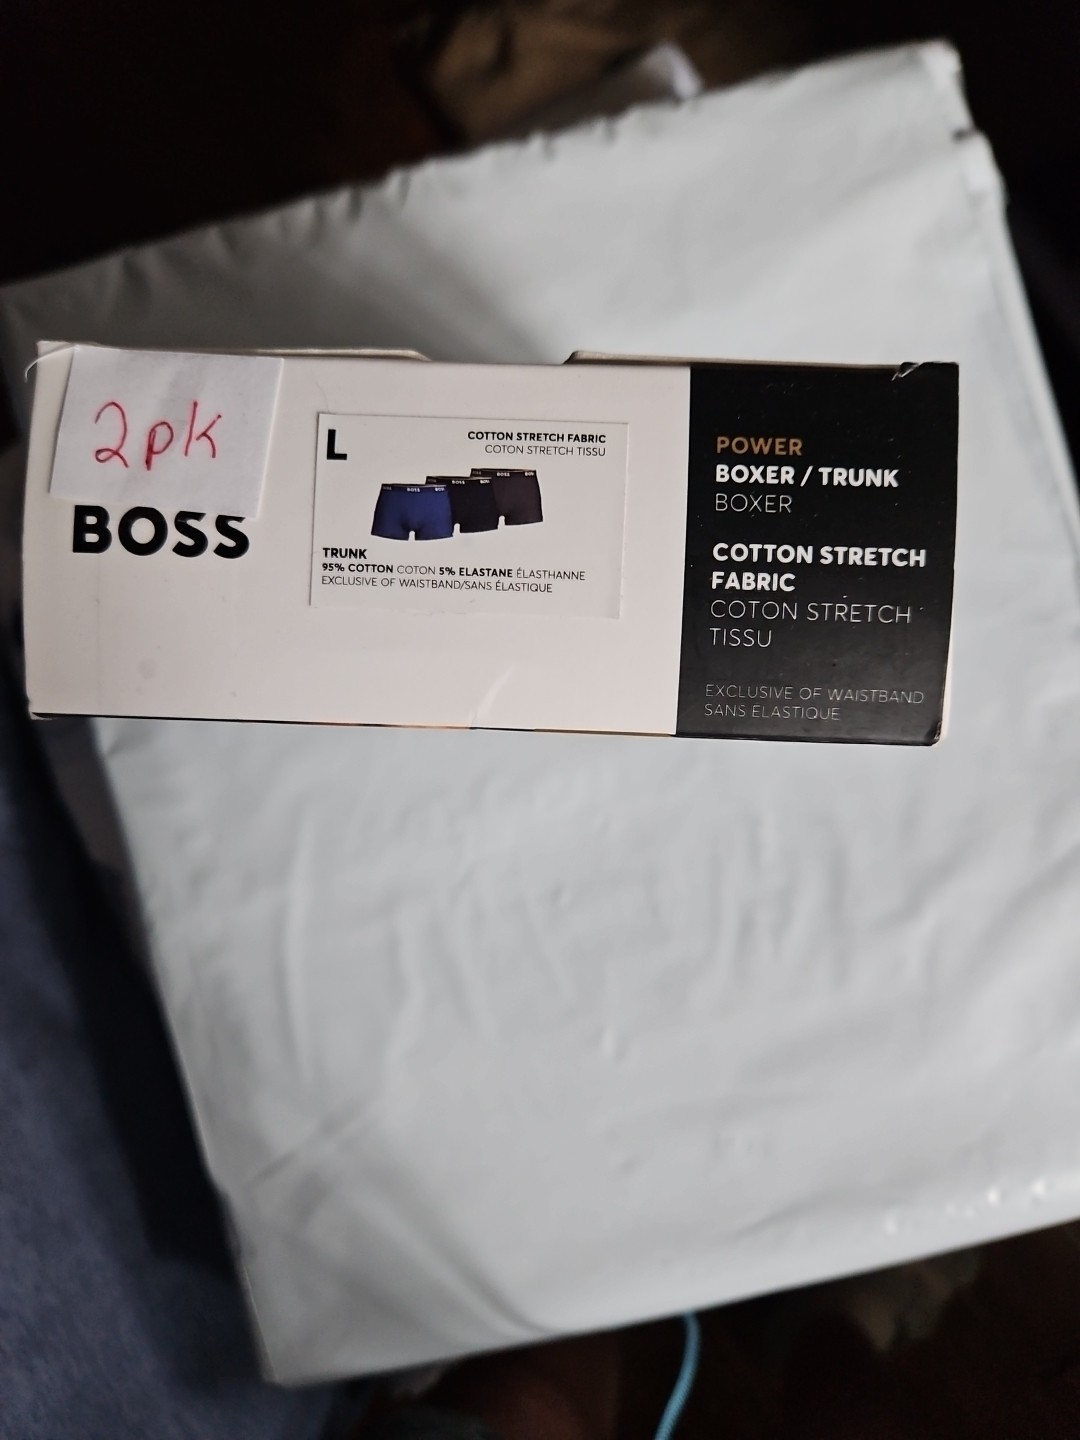 2pk
BOSS
L
COTTON STRETCH FABRIC
COTON STRETCH TISSU
BOSS
BOSS
BOSS
TRUNK
95% COTTON COTON 5% ELASTANE ÉLASTHANNE
EXCLUSIVE OF WAISTBAND/SANS ÉLASTIQUE
POWER
BOXER / TRUNK
BOXER
COTTON STRETCH
FABRIC
COTON STRETCH
TISSU
EXCLUSIVE OF WAISTBAND
SANS ELASTIQUE